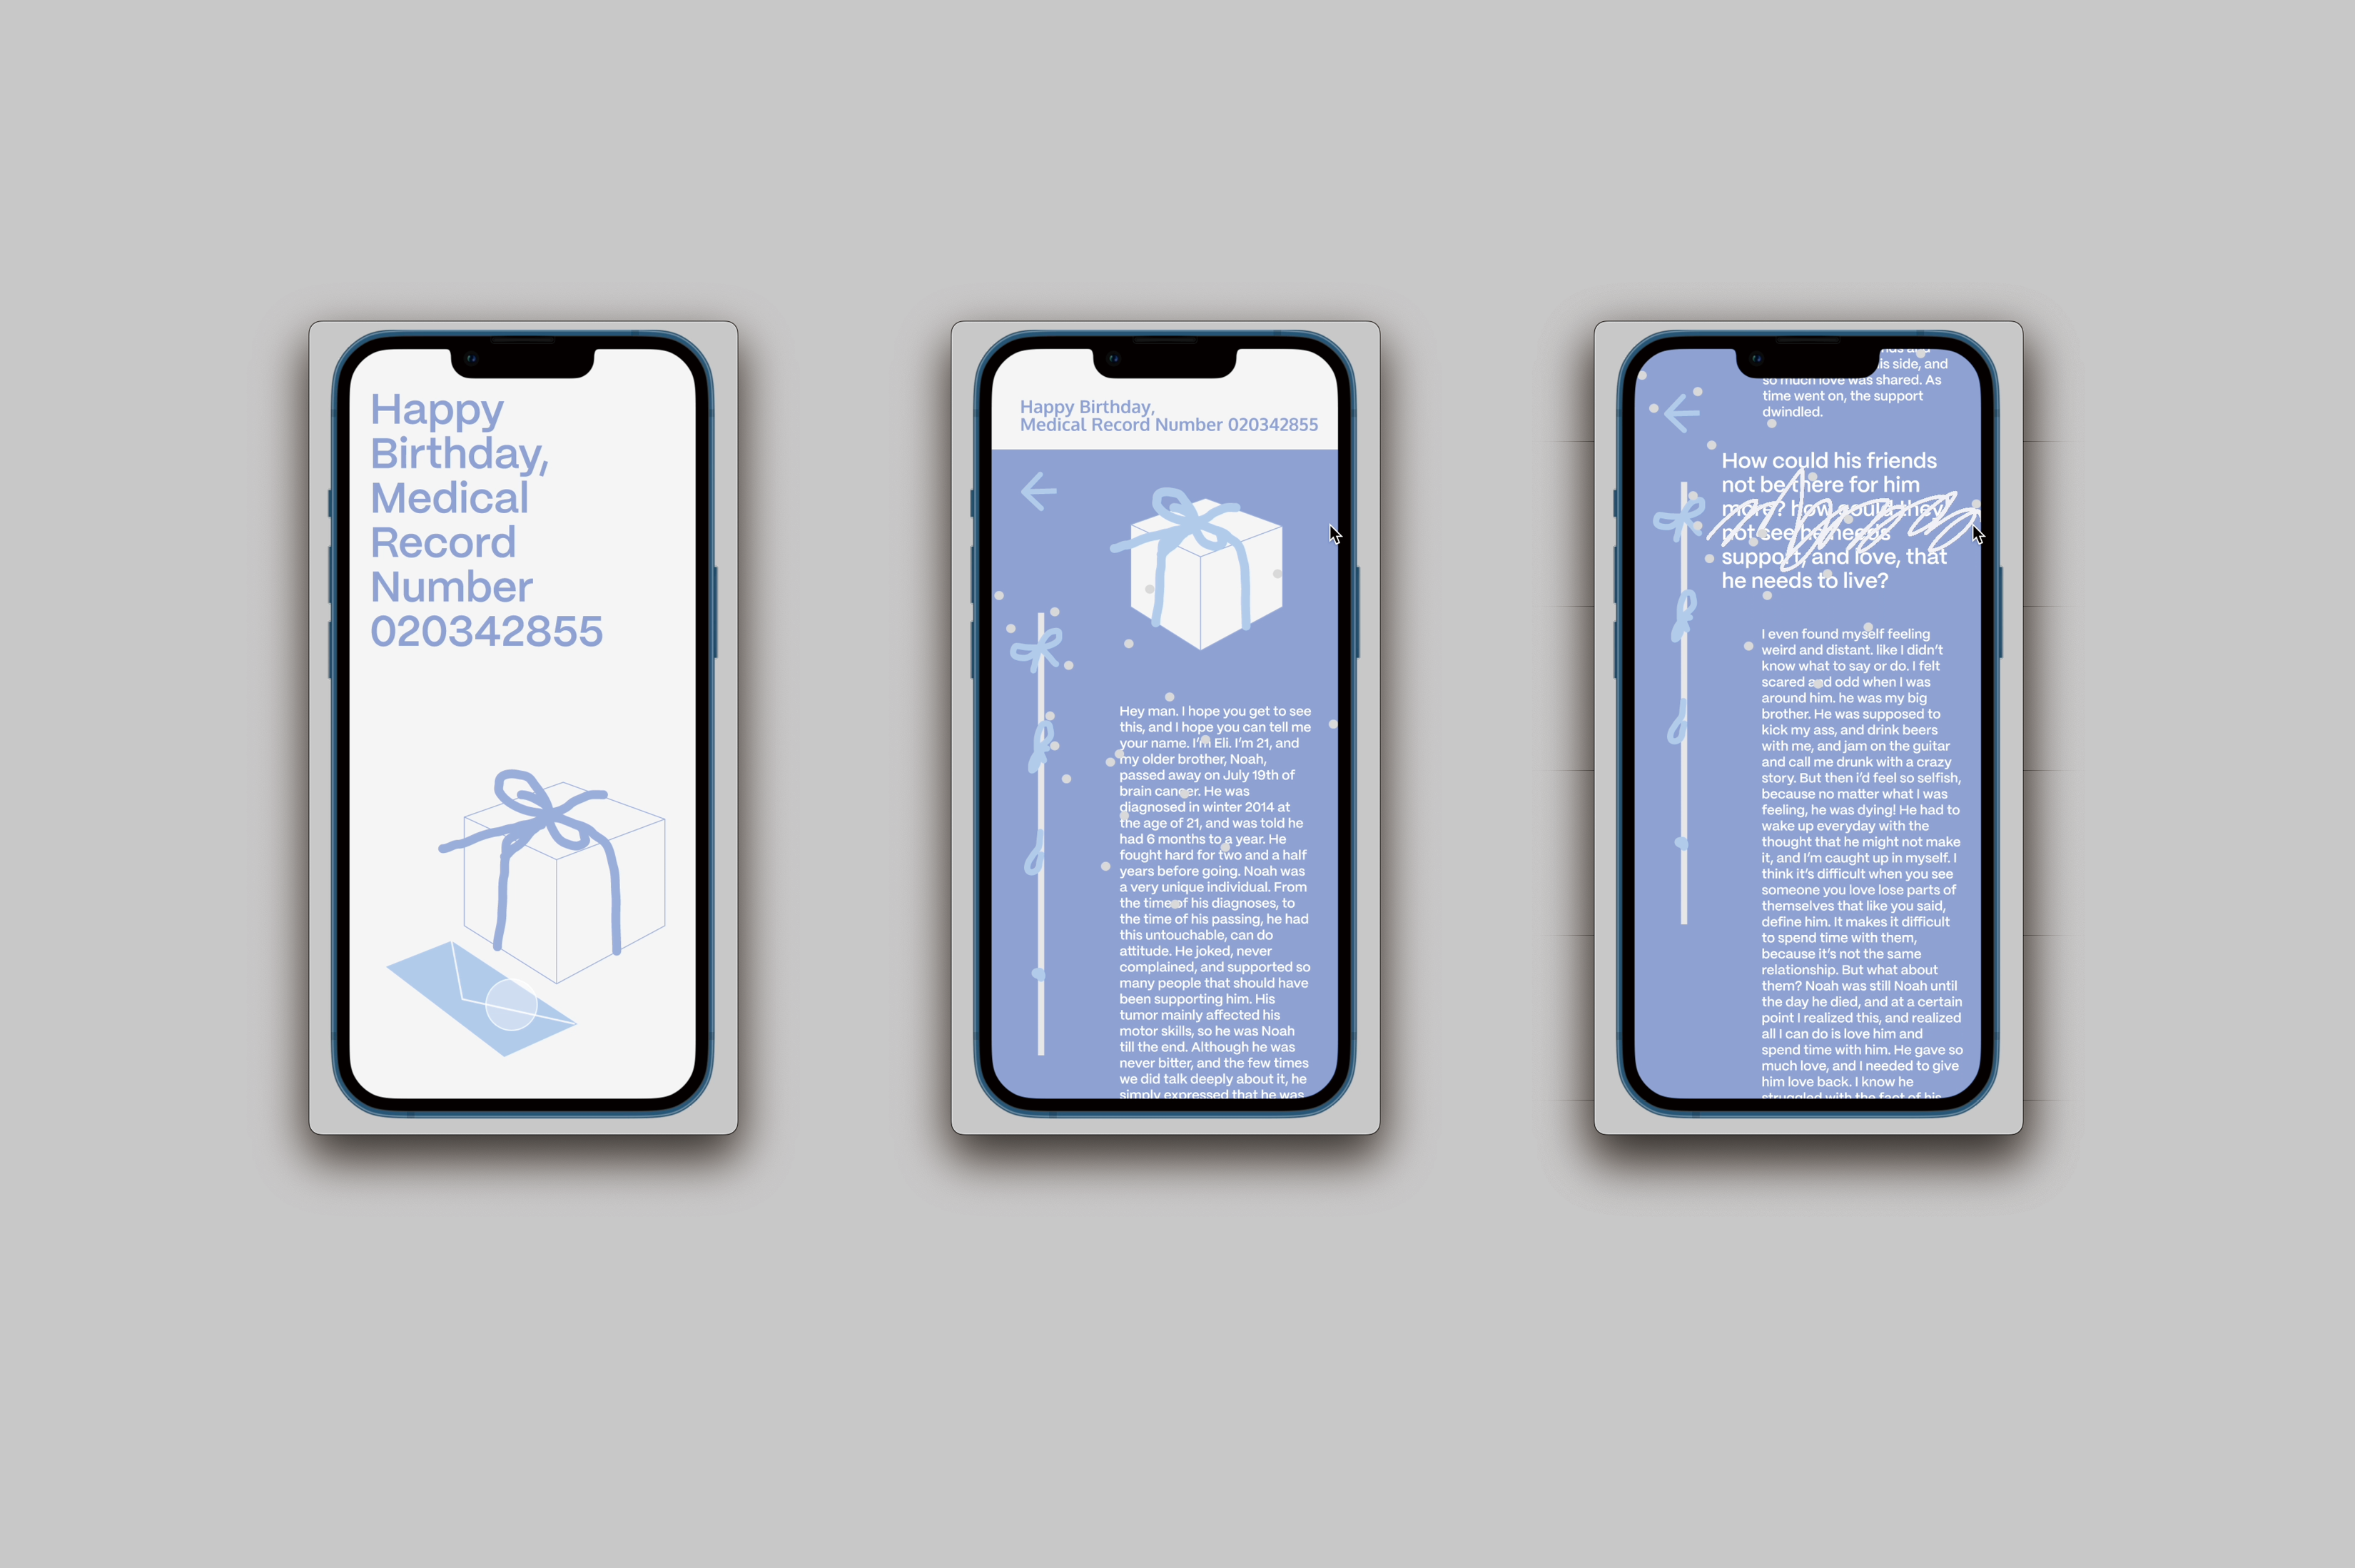 Happy
Birthday,
Medical
Record
Number
020342855
Happy Birthday,
Medical Record Number 020342855
Hey man. I hope you get to see
this, and I hope you can tell me
your name. I'm Eli. I'm 21, and
my older brother, Noah,
passed away on July 19th of
brain cancer. He was
diagnosed in winter 2014 at
the age of 21, and was told he
had 6 months to a year. He
fought hard for two and a half
years before going. Noah was
a very unique individual. From
the time of his diagnoses, to
the time of his passing, he had
this untouchable, can do
attitude. He joked, never
complained, and supported so
many people that should have
been supporting him. His
tumor mainly affected his
motor skills, so he was Noah
till the end. Although he was
never bitter, and the few times
we did talk deeply about it, he
simply expressed that he was
is side, and
so much love was shared. As
time went on, the support
dwindled.
How could his friends
not be there for him
more? how could they
not see he needs
support, and love, that
he needs to live?
I even found myself feeling
weird and distant. like I didn't
know what to say or do. I felt
scared and odd when I was
around him. he was my big
brother. He was supposed to
kick my ass, and drink beers
with me, and jam on the guitar
and call me drunk with a crazy
story. But then i'd feel so selfish,
because no matter what I was
feeling, he was dying! He had to
wake up everyday with the
thought that he might not make
it, and I'm caught up in myself. I
think it's difficult when you see
someone you love lose parts of
themselves that like you said,
define him. It makes it difficult
to spend time with them,
because it's not the same
relationship. But what about
them? Noah was still Noah until
the day he died, and at a certain
point I realized this, and realized
all I can do is love him and
spend time with him. He gave so
much love, and I needed to give
him love back. I know he
struggled with the fact of his